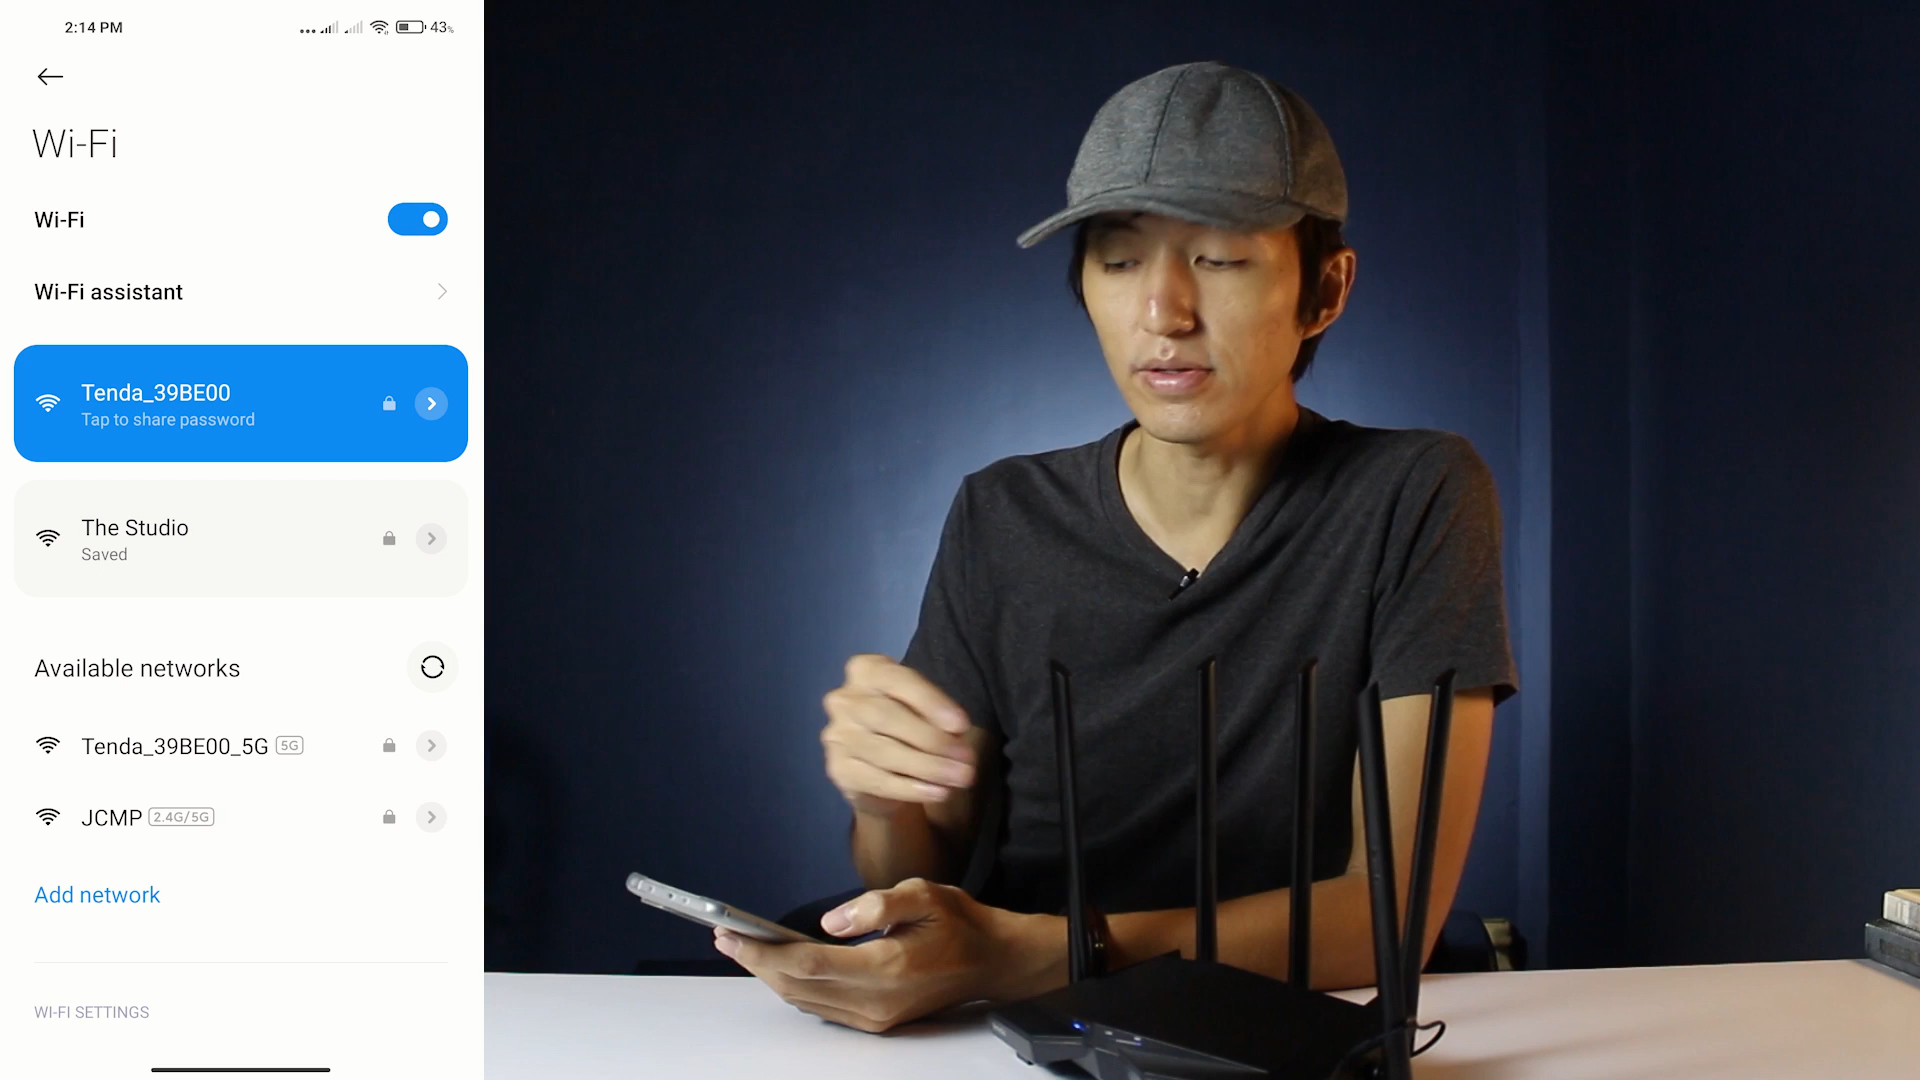 2:14 PM
43%
Wi-Fi
Wi-Fi
Wi-Fi assistant
Tenda_39BE00
Tap to share password
The Studio
Saved
Available networks
Tenda_39BE00_5G 5G
JCMP 2.4G/5G
Add network
WI-FI SETTINGS